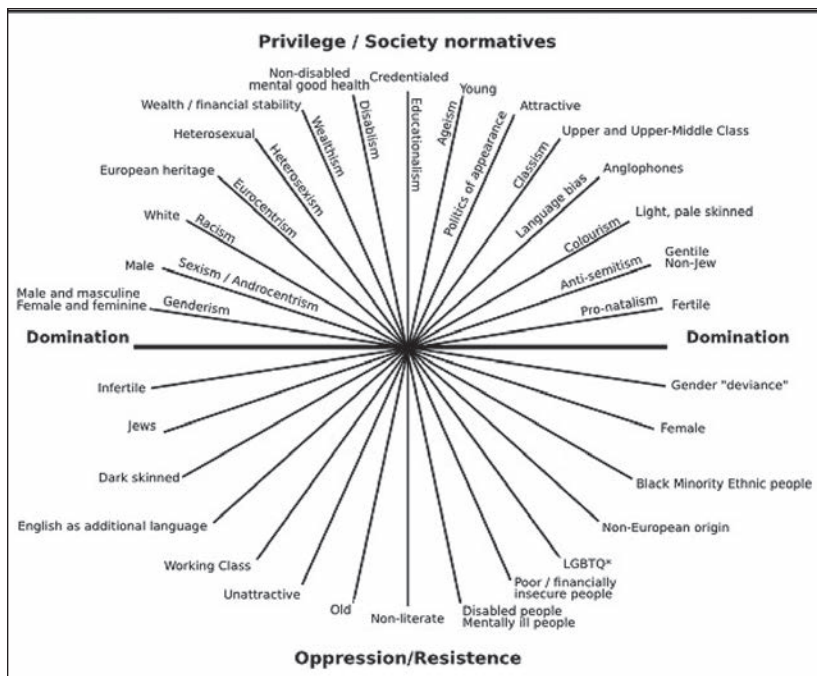 Privilege / Society normatives
Credentialed
Non-disabled
mental good health
Young
Wealth / financial stability
Attractive
Heterosexual
Upper and Upper-Middle Class
European heritage
Anglophones
White
Light, pale skinned
Male
Gentile
Non-Jew
Male and masculine
Female and feminine
Fertile
Genderism
Sexism / Androcentrism
Racism
Eurocentrism
Heterosexism
Wealthism
Disablism
Educationalism
Ageism
Politics of appearance
Classism
Language bias
Colourism
Anti-semitism
Pro-natalism
Domination
Domination
Infertile
Gender "deviance"
Jews
Female
Dark skinned
Black Minority Ethnic people
English as additional language
Non-European origin
Working Class
LGBTQ*
Unattractive
Poor / financially
insecure people
Old
Non-literate
Disabled people
Mentally ill people
Oppression/Resistence